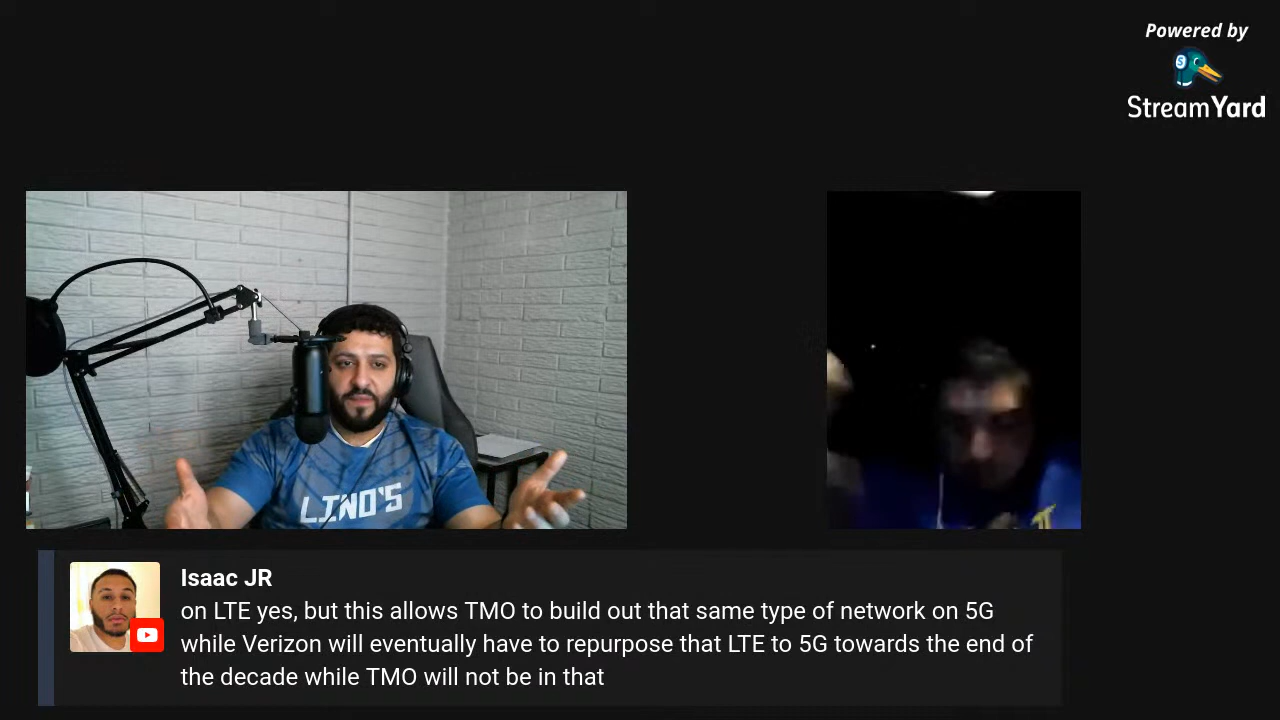 Powered by
StreamYard
LINO'S
Isaac JR
on LTE yes, but this allows TMO to build out that same type of network on 5G
while Verizon will eventually have to repurpose that LTE to 5G towards the end of
the decade while TMO will not be in that